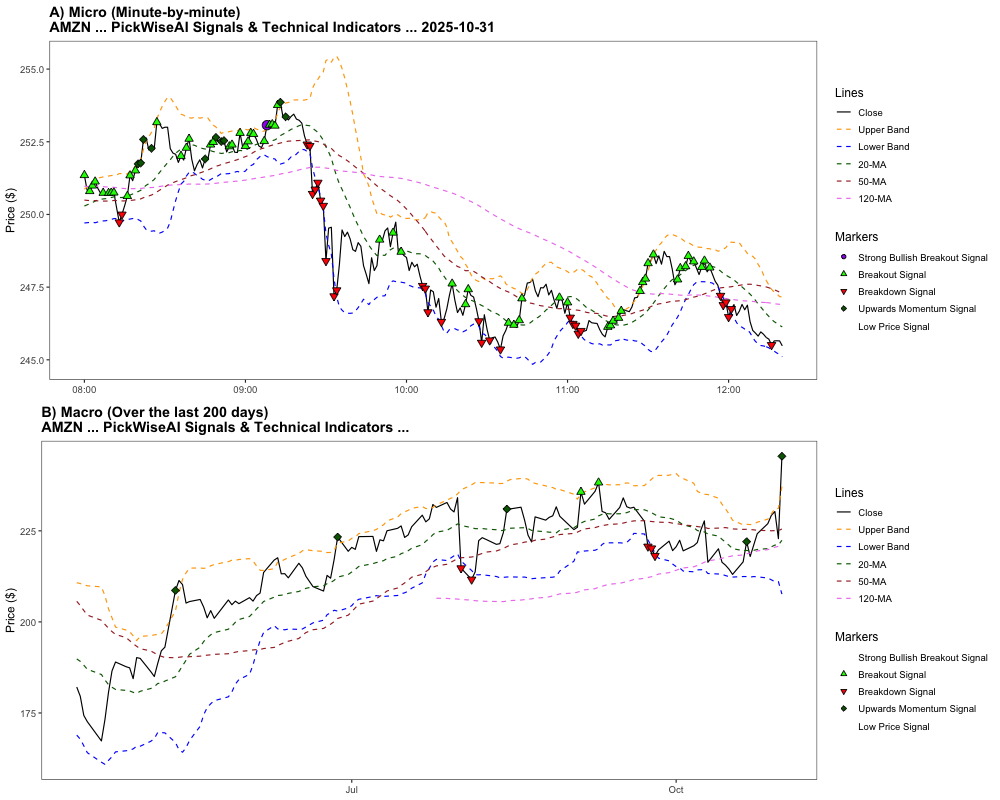 A) Micro (Minute-by-minute)
AMZN ... PickWiseAI Signals & Technical Indicators ... 2025-10-31
Price ($)
255.0
252.5
250.0
247.5
245.0
08:00
09:00
10:00
11:00
12:00
Lines
Close
Upper Band
Lower Band
20-MA
50-MA
120-MA
Markers
Strong Bullish Breakout Signal
Breakout Signal
Breakdown Signal
Upwards Momentum Signal
Low Price Signal
B) Macro (Over the last 200 days)
AMZN ... PickWiseAI Signals & Technical Indicators ...
Price ($)
225
200
175
Jul
Oct
Lines
Close
Upper Band
Lower Band
20-MA
50-MA
120-MA
Markers
Strong Bullish Breakout Signal
Breakout Signal
Breakdown Signal
Upwards Momentum Signal
Low Price Signal